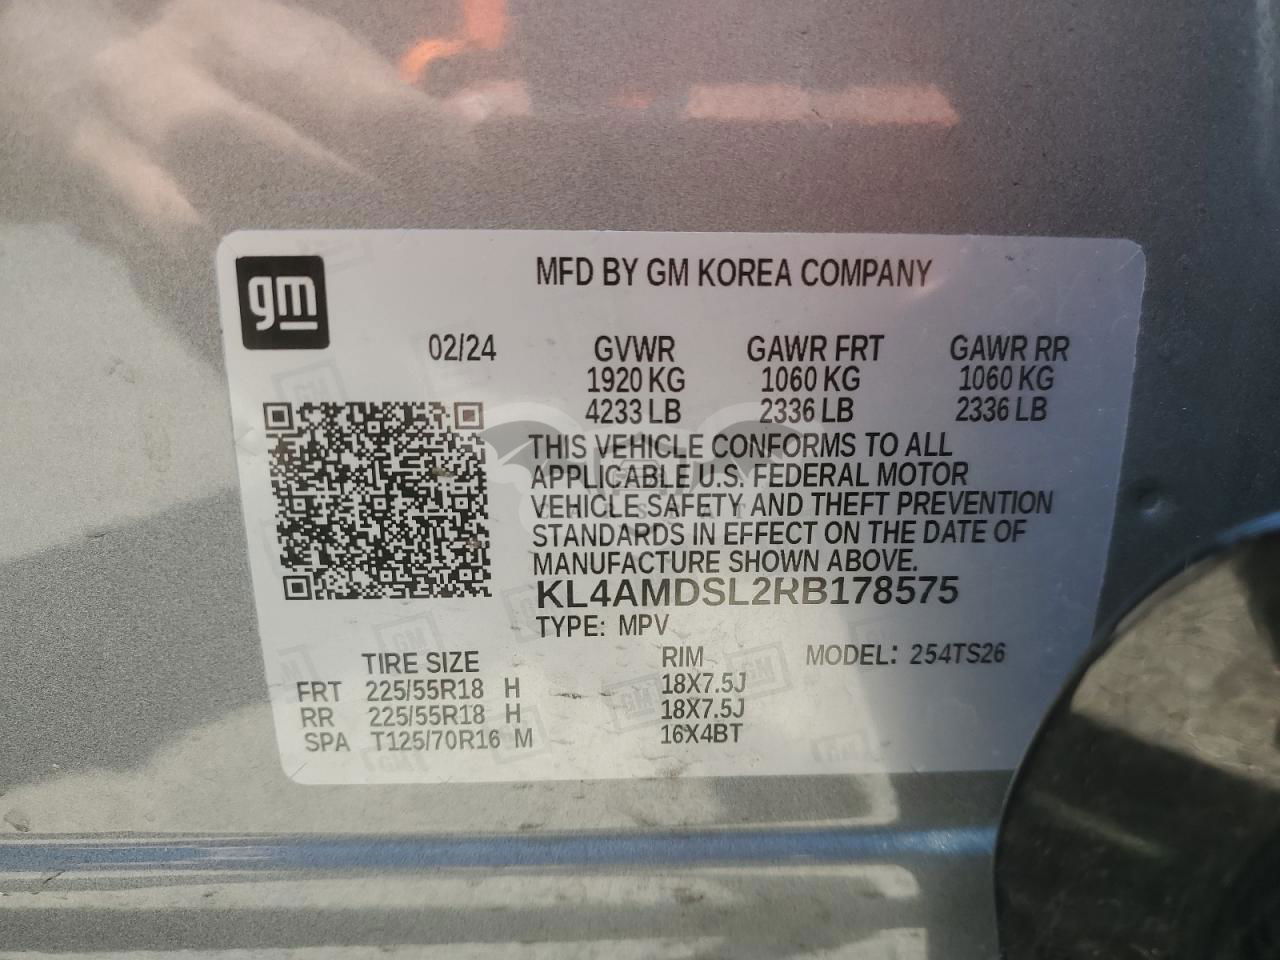 gm
MFD BY GM KOREA COMPANY
02/24 GVWR GAWR FRT GAWR RR
1920 KG 1060 KG 1060 KG
4233 LB 2336 LB 2336 LB
THIS VEHICLE CONFORMS TO ALL
APPLICABLE U.S. FEDERAL MOTOR
VEHICLE SAFETY AND THEFT PREVENTION
STANDARDS IN EFFECT ON THE DATE OF
MANUFACTURE SHOWN ABOVE.
KL4AMDSL2RB178575
TYPE: MPV
TIRE SIZE RIM MODEL: 254TS26
FRT 225/55R18 H 18X7.5J
RR 225/55R18 H 18X7.5J
SPA T125/70R16 M 16X4BT